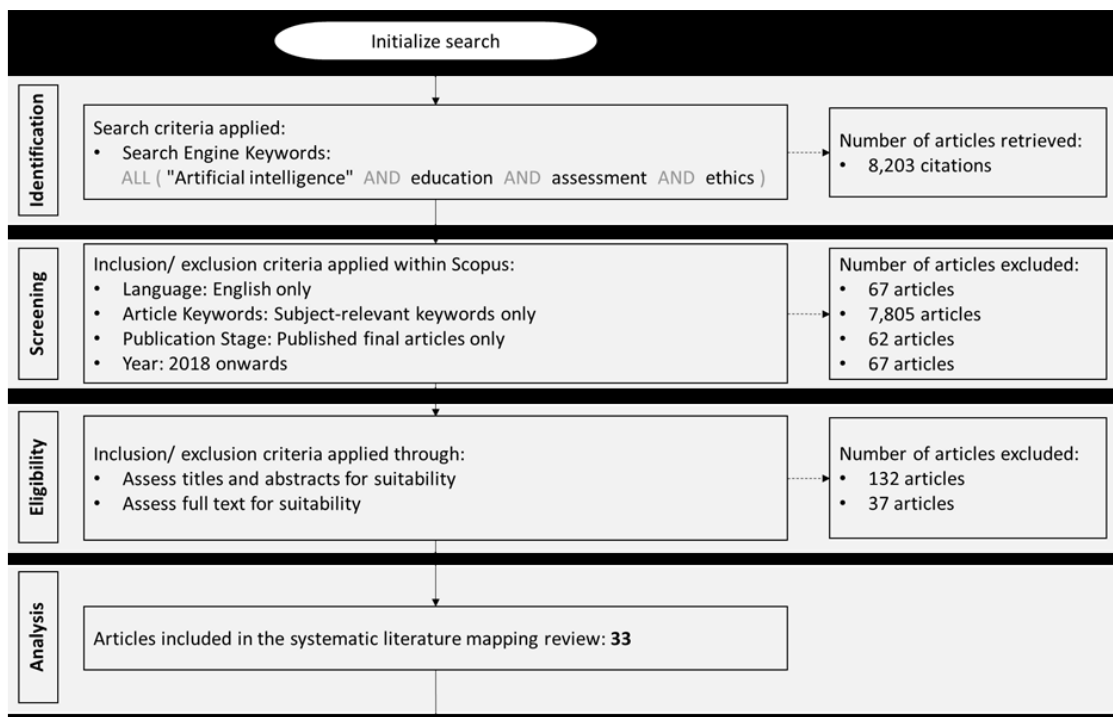 Initialize search
Identification
Search criteria applied:
• Search Engine Keywords:
ALL ( "Artificial intelligence" AND education AND assessment AND ethics )
Number of articles retrieved:
• 8,203 citations
Screening
Inclusion/ exclusion criteria applied within Scopus:
• Language: English only
• Article Keywords: Subject-relevant keywords only
• Publication Stage: Published final articles only
• Year: 2018 onwards
Number of articles excluded:
• 67 articles
• 7,805 articles
• 62 articles
• 67 articles
Eligibility
Inclusion/ exclusion criteria applied through:
• Assess titles and abstracts for suitability
• Assess full text for suitability
Number of articles excluded:
• 132 articles
• 37 articles
Analysis
Articles included in the systematic literature mapping review: 33